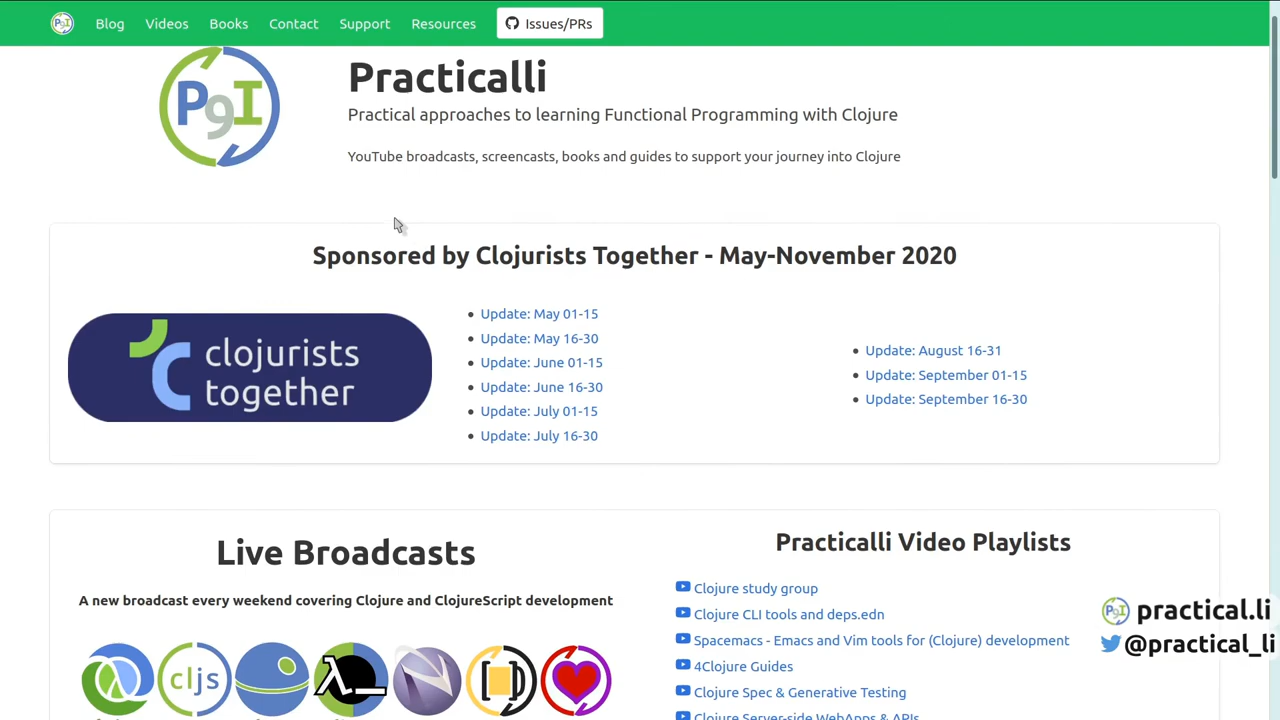 Blog Videos Books Contact Support Resources Issues/PRs
P9I
Practicalli
Practical approaches to learning Functional Programming with Clojure
YouTube broadcasts, screencasts, books and guides to support your journey into Clojure
Sponsored by Clojurists Together - May-November 2020
clojurists
together
Update: May 01-15
Update: May 16-30
Update: June 01-15
Update: June 16-30
Update: July 01-15
Update: July 16-30
Update: August 16-31
Update: September 01-15
Update: September 16-30
Live Broadcasts
A new broadcast every weekend covering Clojure and ClojureScript development
cljs
Practicalli Video Playlists
Clojure study group
Clojure CLI tools and deps.edn
Spacemacs - Emacs and Vim tools for (Clojure) development
4Clojure Guides
Clojure Spec & Generative Testing
Clojure Server-side WebApps & APIs
practical.li
@practical_li